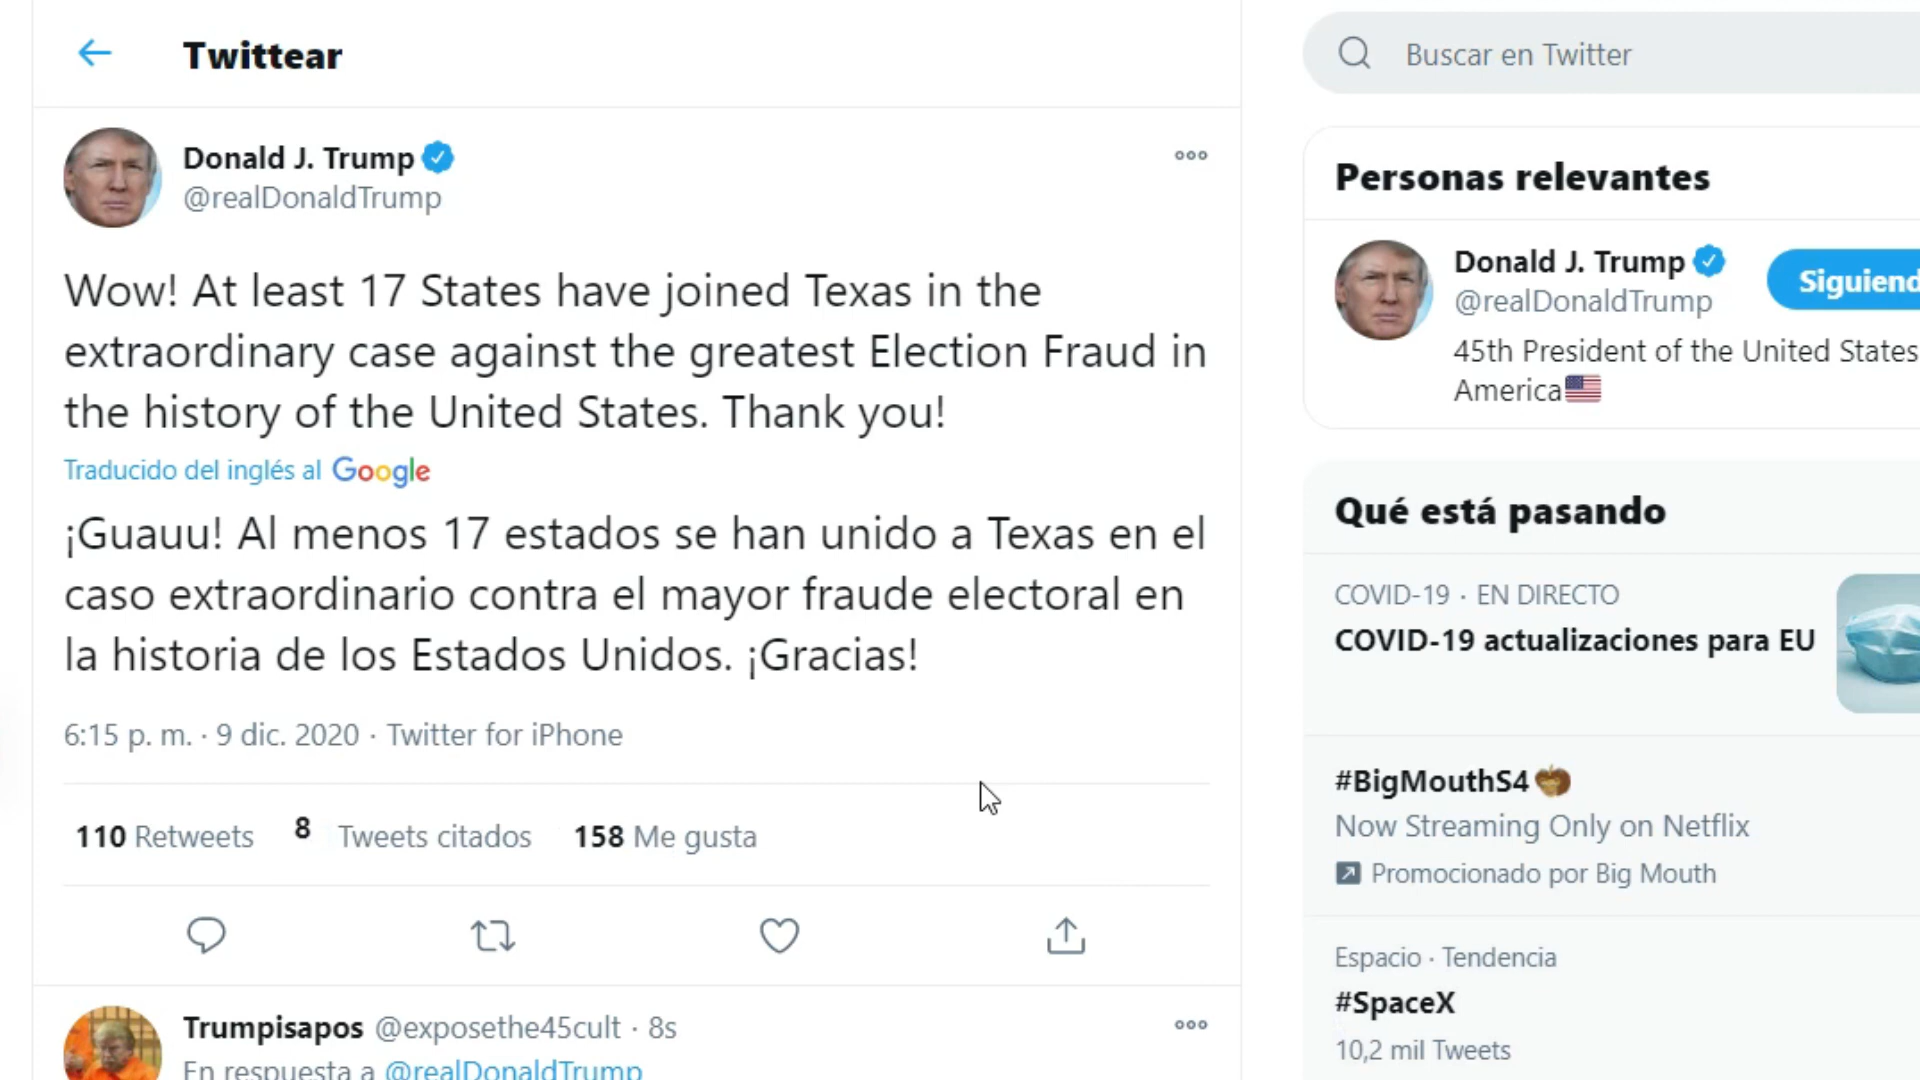 Twittear
Buscar en Twitter
Donald J. Trump
@realDonaldTrump
Wow! At least 17 States have joined Texas in the
extraordinary case against the greatest Election Fraud in
the history of the United States. Thank you!
Traducido del inglés al Google
¡Guauu! Al menos 17 estados se han unido a Texas en el
caso extraordinario contra el mayor fraude electoral en
la historia de los Estados Unidos. ¡Gracias!
6:15 p. m. · 9 dic. 2020 · Twitter for iPhone
110 Retweets 8 Tweets citados 158 Me gusta
Trumpisapos @exposethe45cult · 8s
En respuesta a @realDonaldTrump
Personas relevantes
Donald J. Trump
@realDonaldTrump
Siguiend
45th President of the United States
America
Qué está pasando
COVID-19 · EN DIRECTO
COVID-19 actualizaciones para EU
#BigMouthS4
Now Streaming Only on Netflix
Promocionado por Big Mouth
Espacio · Tendencia
#SpaceX
10,2 mil Tweets